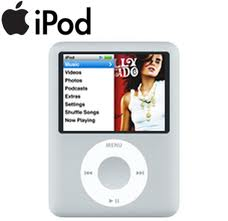 iPod
iPod
Music
Videos
Photos
Podcasts
Extras
Settings
Shuffle Songs
Now Playing
MENU